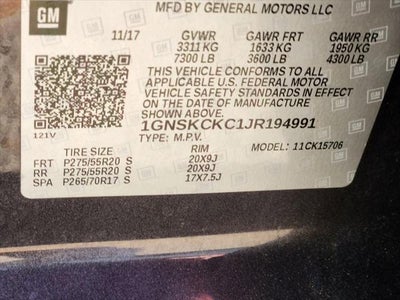 GM
GM
MFD BY GENERAL MOTORS LLC
11/17 GVWR GAWR FRT GAWR RR
3311 KG 1633 KG 1950 KG
7300 LB 3600 LB 4300 LB
THIS VEHICLE CONFORMS TO ALL
APPLICABLE U.S. FEDERAL MOTOR
VEHICLE SAFETY STANDARDS IN EFFECT
ON THE DATE OF MANUFACTURE
SHOWN ABOVE.
1GNSKCKC1JR194991
121V
TYPE: M.P.V. MODEL: 11CK15706
TIRE SIZE RIM
FRT P275/55R20 S 20X9J
RR P275/55R20 S 20X9J
SPA P265/70R17 S 17X7.5J